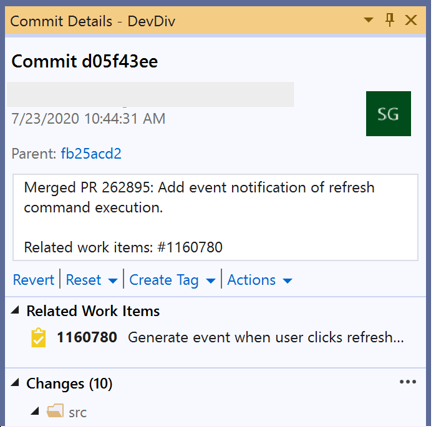 Commit Details - DevDiv
Commit d05f43ee
7/23/2020 10:44:31 AM
SG
Parent: fb25acd2
Merged PR 262895: Add event notification of refresh
command execution.
Related work items: #1160780
Revert Reset Create Tag Actions
Related Work Items
1160780 Generate event when user clicks refresh...
Changes (10)
src